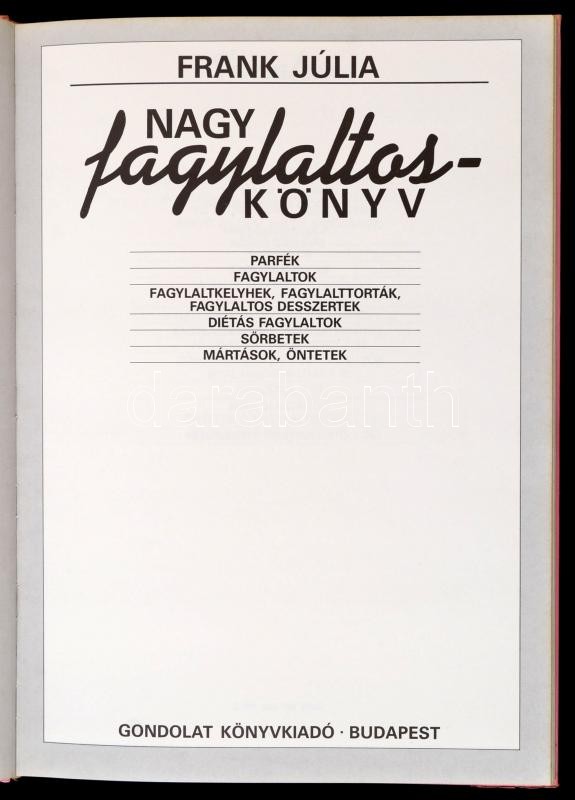 FRANK JÚLIA
NAGY
fagylaltos-
KÖNYV
PARFÉK
FAGYLALTOK
FAGYLALTKELYHEK, FAGYLALTTORTÁK,
FAGYLALTOS DESSZERTEK
DIÉTÁS FAGYLALTOK
SÖRBETEK
MÁRTÁSOK, ÖNTETEK
darabanth
GONDOLAT KÖNYVKIADÓ · BUDAPEST